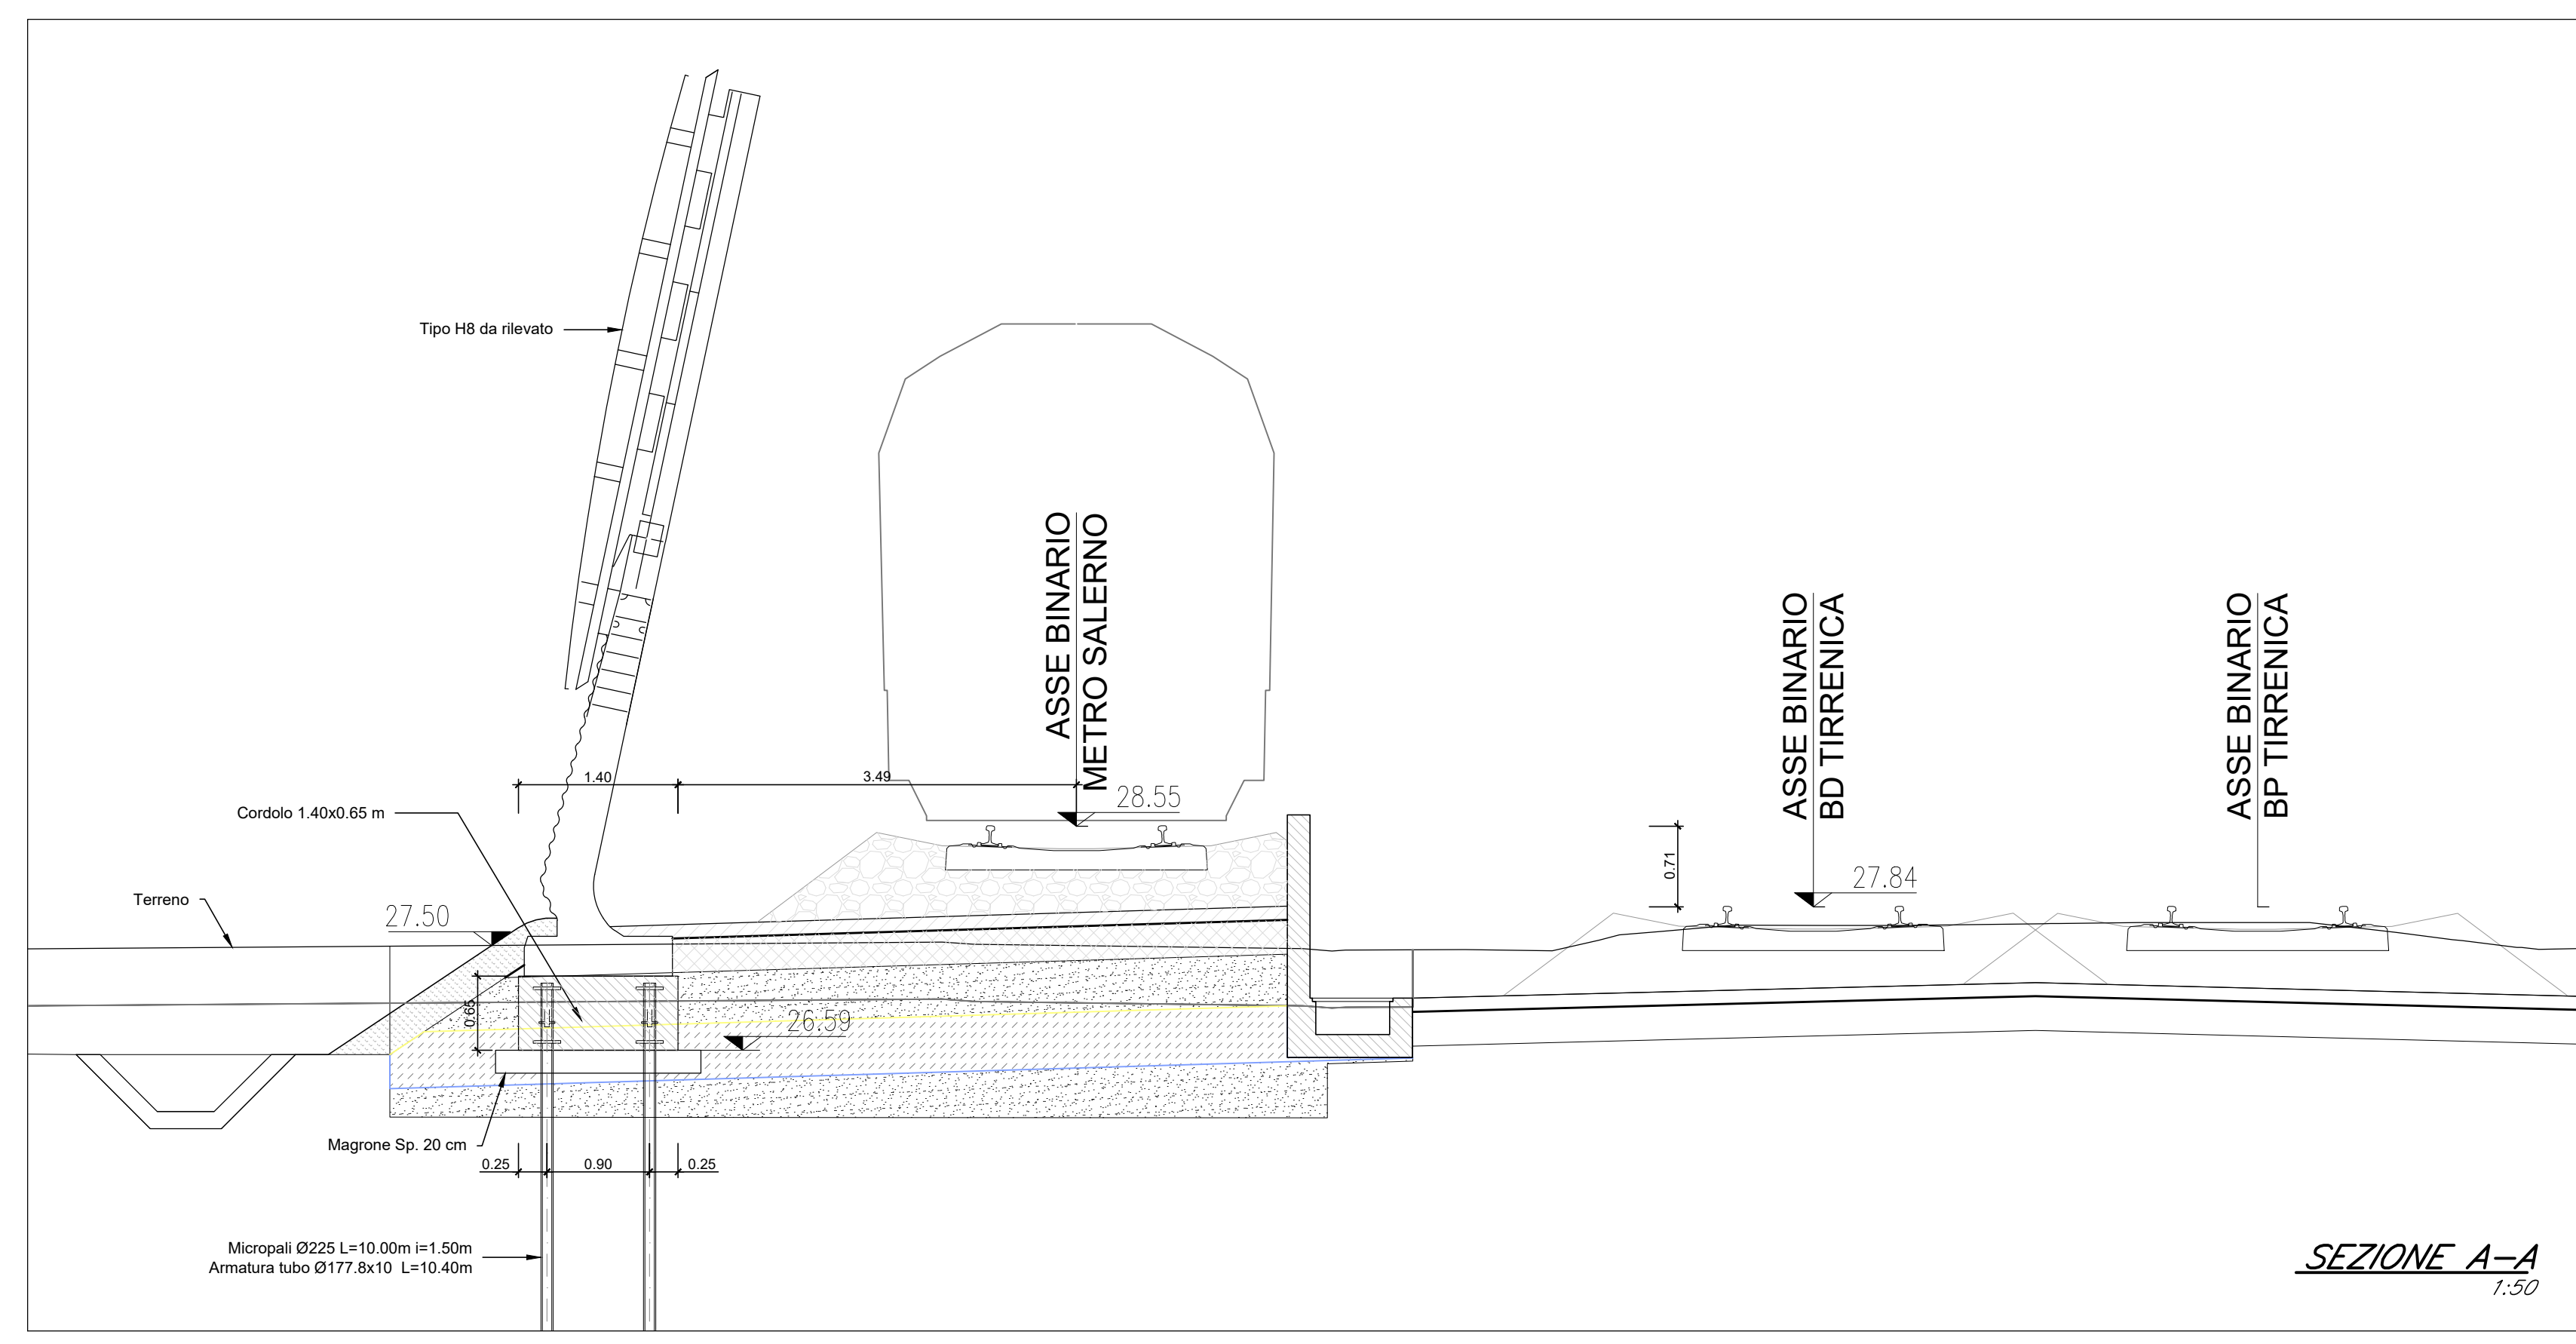 Tipo H8 da rilevato
ASSE BINARIO
METRO SALERNO
ASSE BINARIO
BD TIRRENICA
ASSE BINARIO
BP TIRRENICA
1.40
3.49
28.55
Cordolo 1.40x0.65 m
0.71
27.84
Terreno
27.50
0.65
26.59
Magrone Sp. 20 cm
0.25
0.90
0.25
Micropali Ø225 L=10.00m i=1.50m
Armatura tubo Ø177.8x10 L=10.40m
SEZIONE A-A
1:50